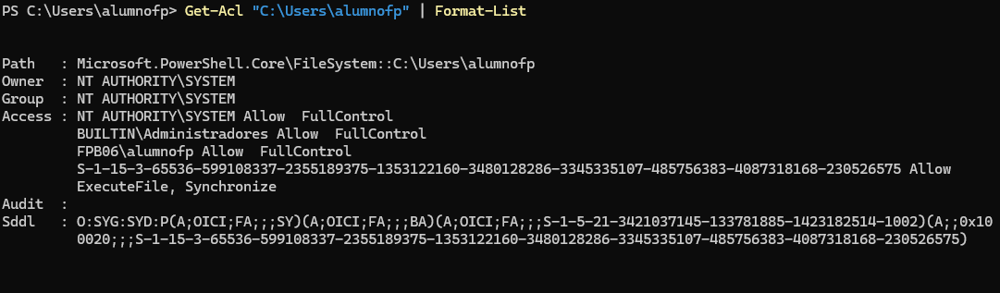 PS C:\Users\alumnofp> Get-Acl "C:\Users\alumnofp" | Format-List
Path   : Microsoft.PowerShell.Core\FileSystem::C:\Users\alumnofp
Owner  : NT AUTHORITY\SYSTEM
Group  : NT AUTHORITY\SYSTEM
Access : NT AUTHORITY\SYSTEM Allow  FullControl
         BUILTIN\Administradores Allow  FullControl
         FPB06\alumnofp Allow  FullControl
         S-1-15-3-65536-599108337-2355189375-1353122160-3480128286-3345335107-485756383-4087318168-230526575 Allow
         ExecuteFile, Synchronize
Audit  :
Sddl   : O:SYG:SYD:P(A;OICI;FA;;;SY)(A;OICI;FA;;;BA)(A;OICI;FA;;;S-1-5-21-3421037145-133781885-1423182514-1002)(A;;0x10
         0020;;;S-1-15-3-65536-599108337-2355189375-1353122160-3480128286-3345335107-485756383-4087318168-230526575)